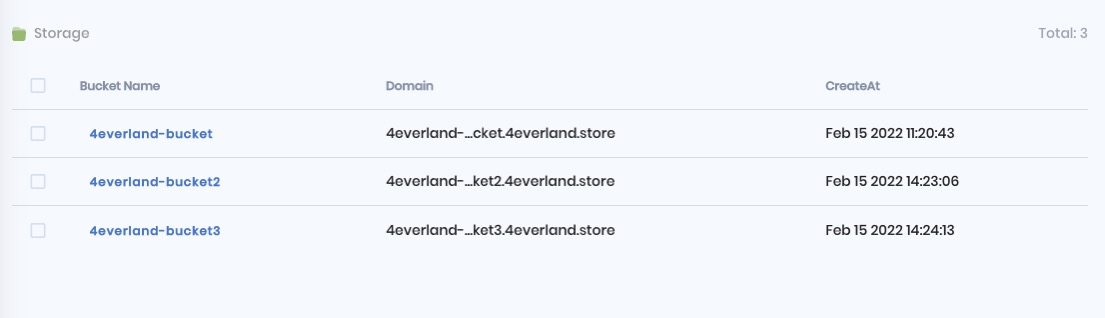 Storage Total: 3
Bucket Name Domain CreateAt
4everland-bucket 4everland-...cket.4everland.store Feb 15 2022 11:20:43
4everland-bucket2 4everland-...ket2.4everland.store Feb 15 2022 14:23:06
4everland-bucket3 4everland-...ket3.4everland.store Feb 15 2022 14:24:13